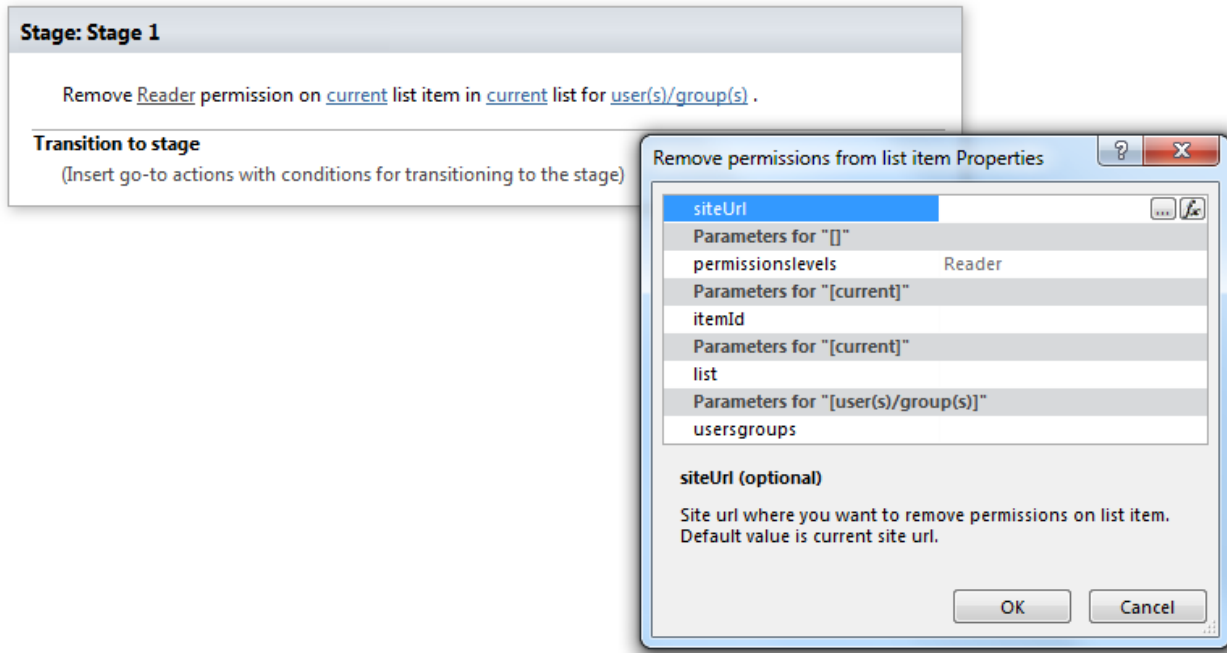 Stage: Stage 1
Remove Reader permission on current list item in current list for user(s)/group(s) .
Transition to stage
(Insert go-to actions with conditions for transitioning to the stage)
Remove permissions from list item Properties
?
X
siteUrl
... fx
Parameters for "[]"
permissionslevels Reader
Parameters for "[current]"
itemId
Parameters for "[current]"
list
Parameters for "[user(s)/group(s)]"
usersgroups
siteUrl (optional)
Site url where you want to remove permissions on list item.
Default value is current site url.
OK
Cancel